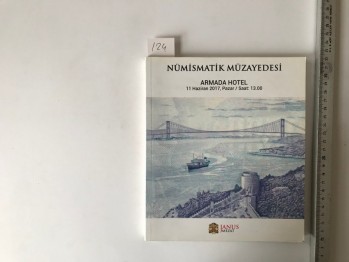 124
NÜMİSMATİK MÜZAYEDESİ
ARMADA HOTEL
11 Haziran 2017, Pazar / Saat: 13.00
JANUS